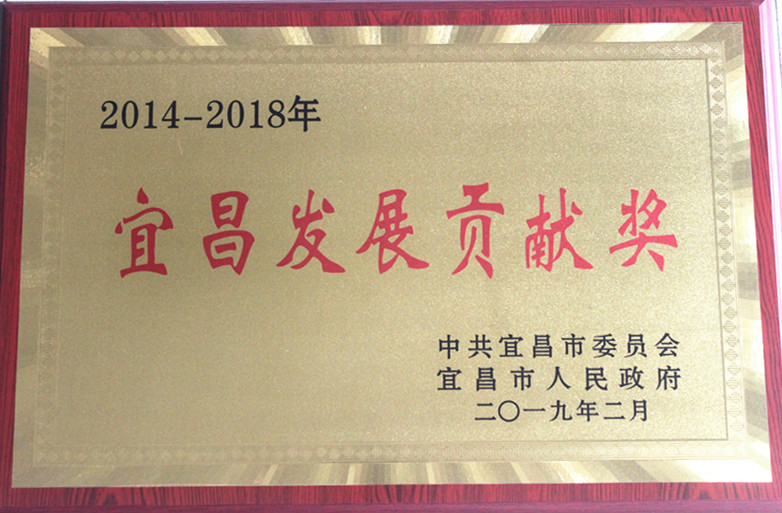 2014-2018年
宜昌发展贡献奖
中共宜昌市委员会
宜昌市人民政府
二〇一九年二月